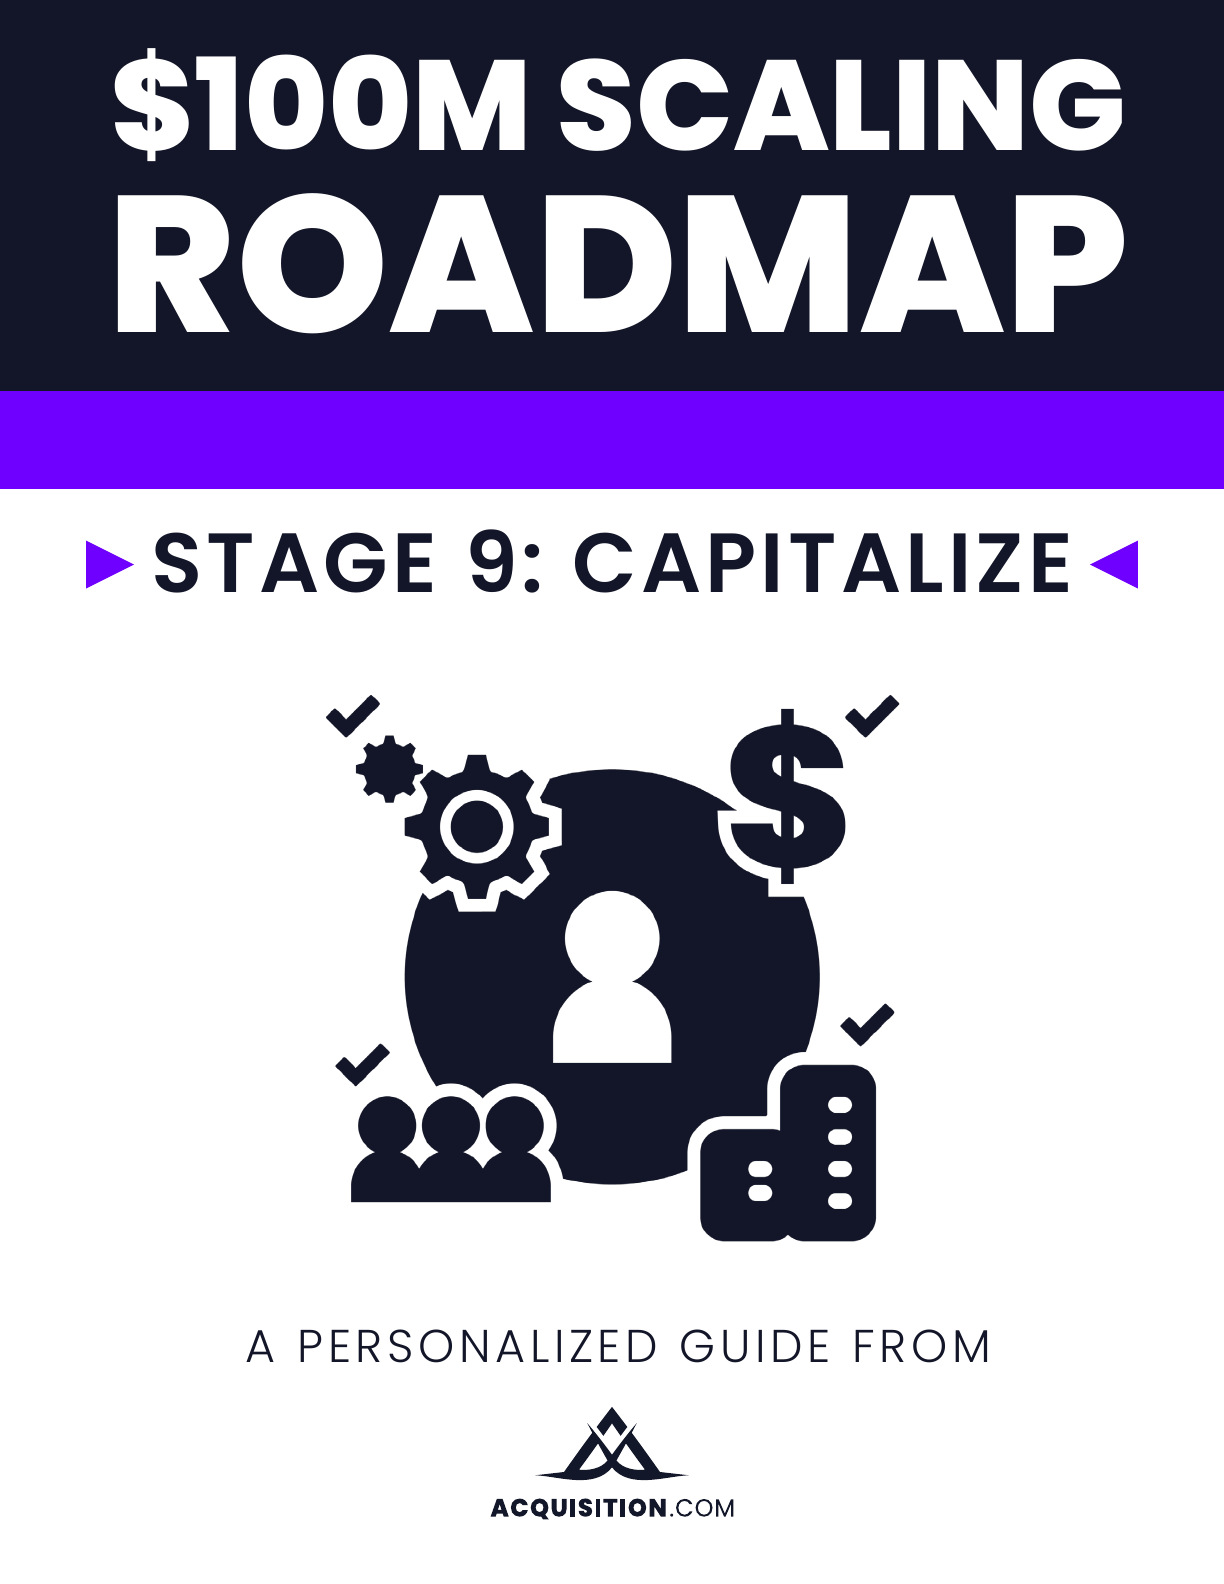 $100M SCALING
ROADMAP
STAGE 9: CAPITALIZE
A PERSONALIZED GUIDE FROM
ACQUISITION.COM